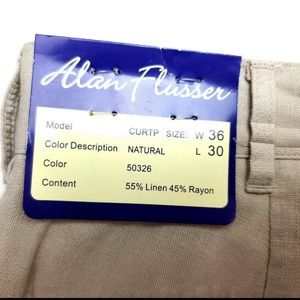 Alan Flusser
Model CURTP SIZE: W 36
Color Description NATURAL L 30
Color 50326
Content 55% Linen 45% Rayon